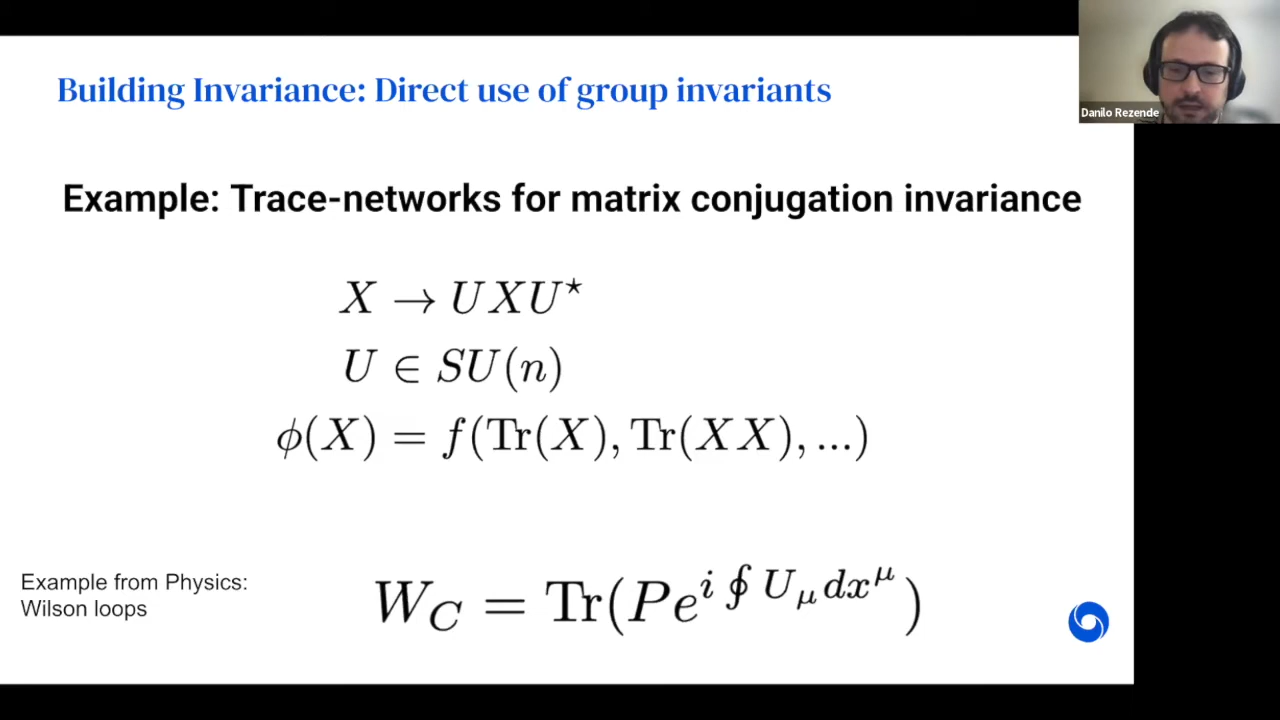 Building Invariance: Direct use of group invariants
Danilo Rezende
Example: Trace-networks for matrix conjugation invariance
X → UXU⋆
U ∈ SU(n)
ϕ(X) = f(Tr(X), Tr(XX), ...)
Example from Physics:
Wilson loops
W_C = Tr(Pe^{i ∮ U_μ dx^μ})